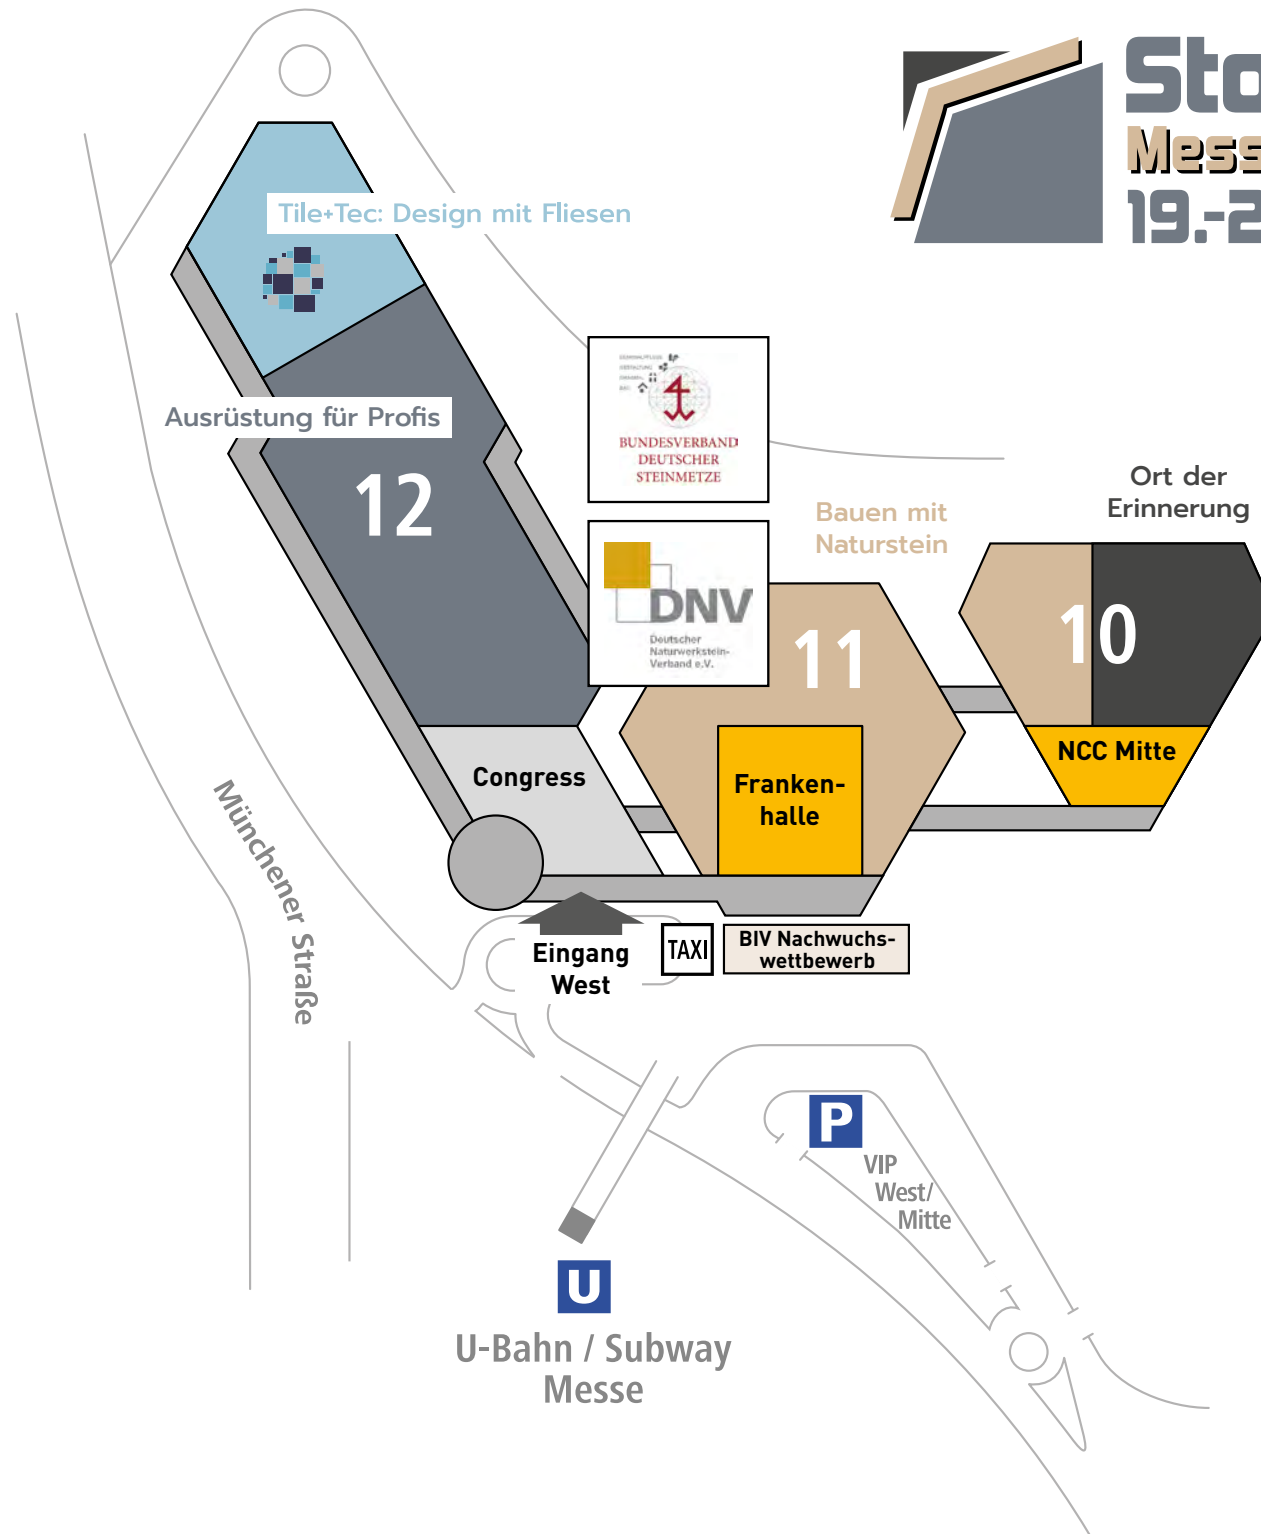 Sto
Mess
19.-2
Tile+Tec: Design mit Fliesen
Ausrüstung für Profis
12
BUNDESVERBAND
DEUTSCHER
STEINMETZE
DNV
Deutscher
Naturwerkstein-
Verband e.V.
Bauen mit
Naturstein
Ort der
Erinnerung
11
10
NCC Mitte
Congress
Franken-
halle
Münchener Straße
Eingang
West
TAXI
BIV Nachwuchs-
wettbewerb
P
VIP
West/
Mitte
U
U-Bahn / Subway
Messe